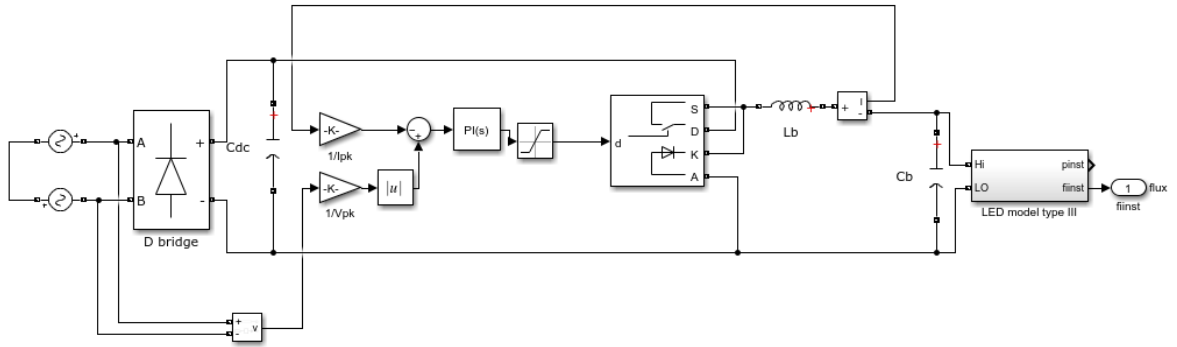 A
B
+
-
D bridge
Cdc
-K-
1/Ipk
-K-
1/Vpk
|u|
-
+
PI(s)
d
S
D
K
A
Lb
+
I
-
Cb
Hi
LO
pinst
fiinst
LED model type III
1
flux
fiinst
+
-
v